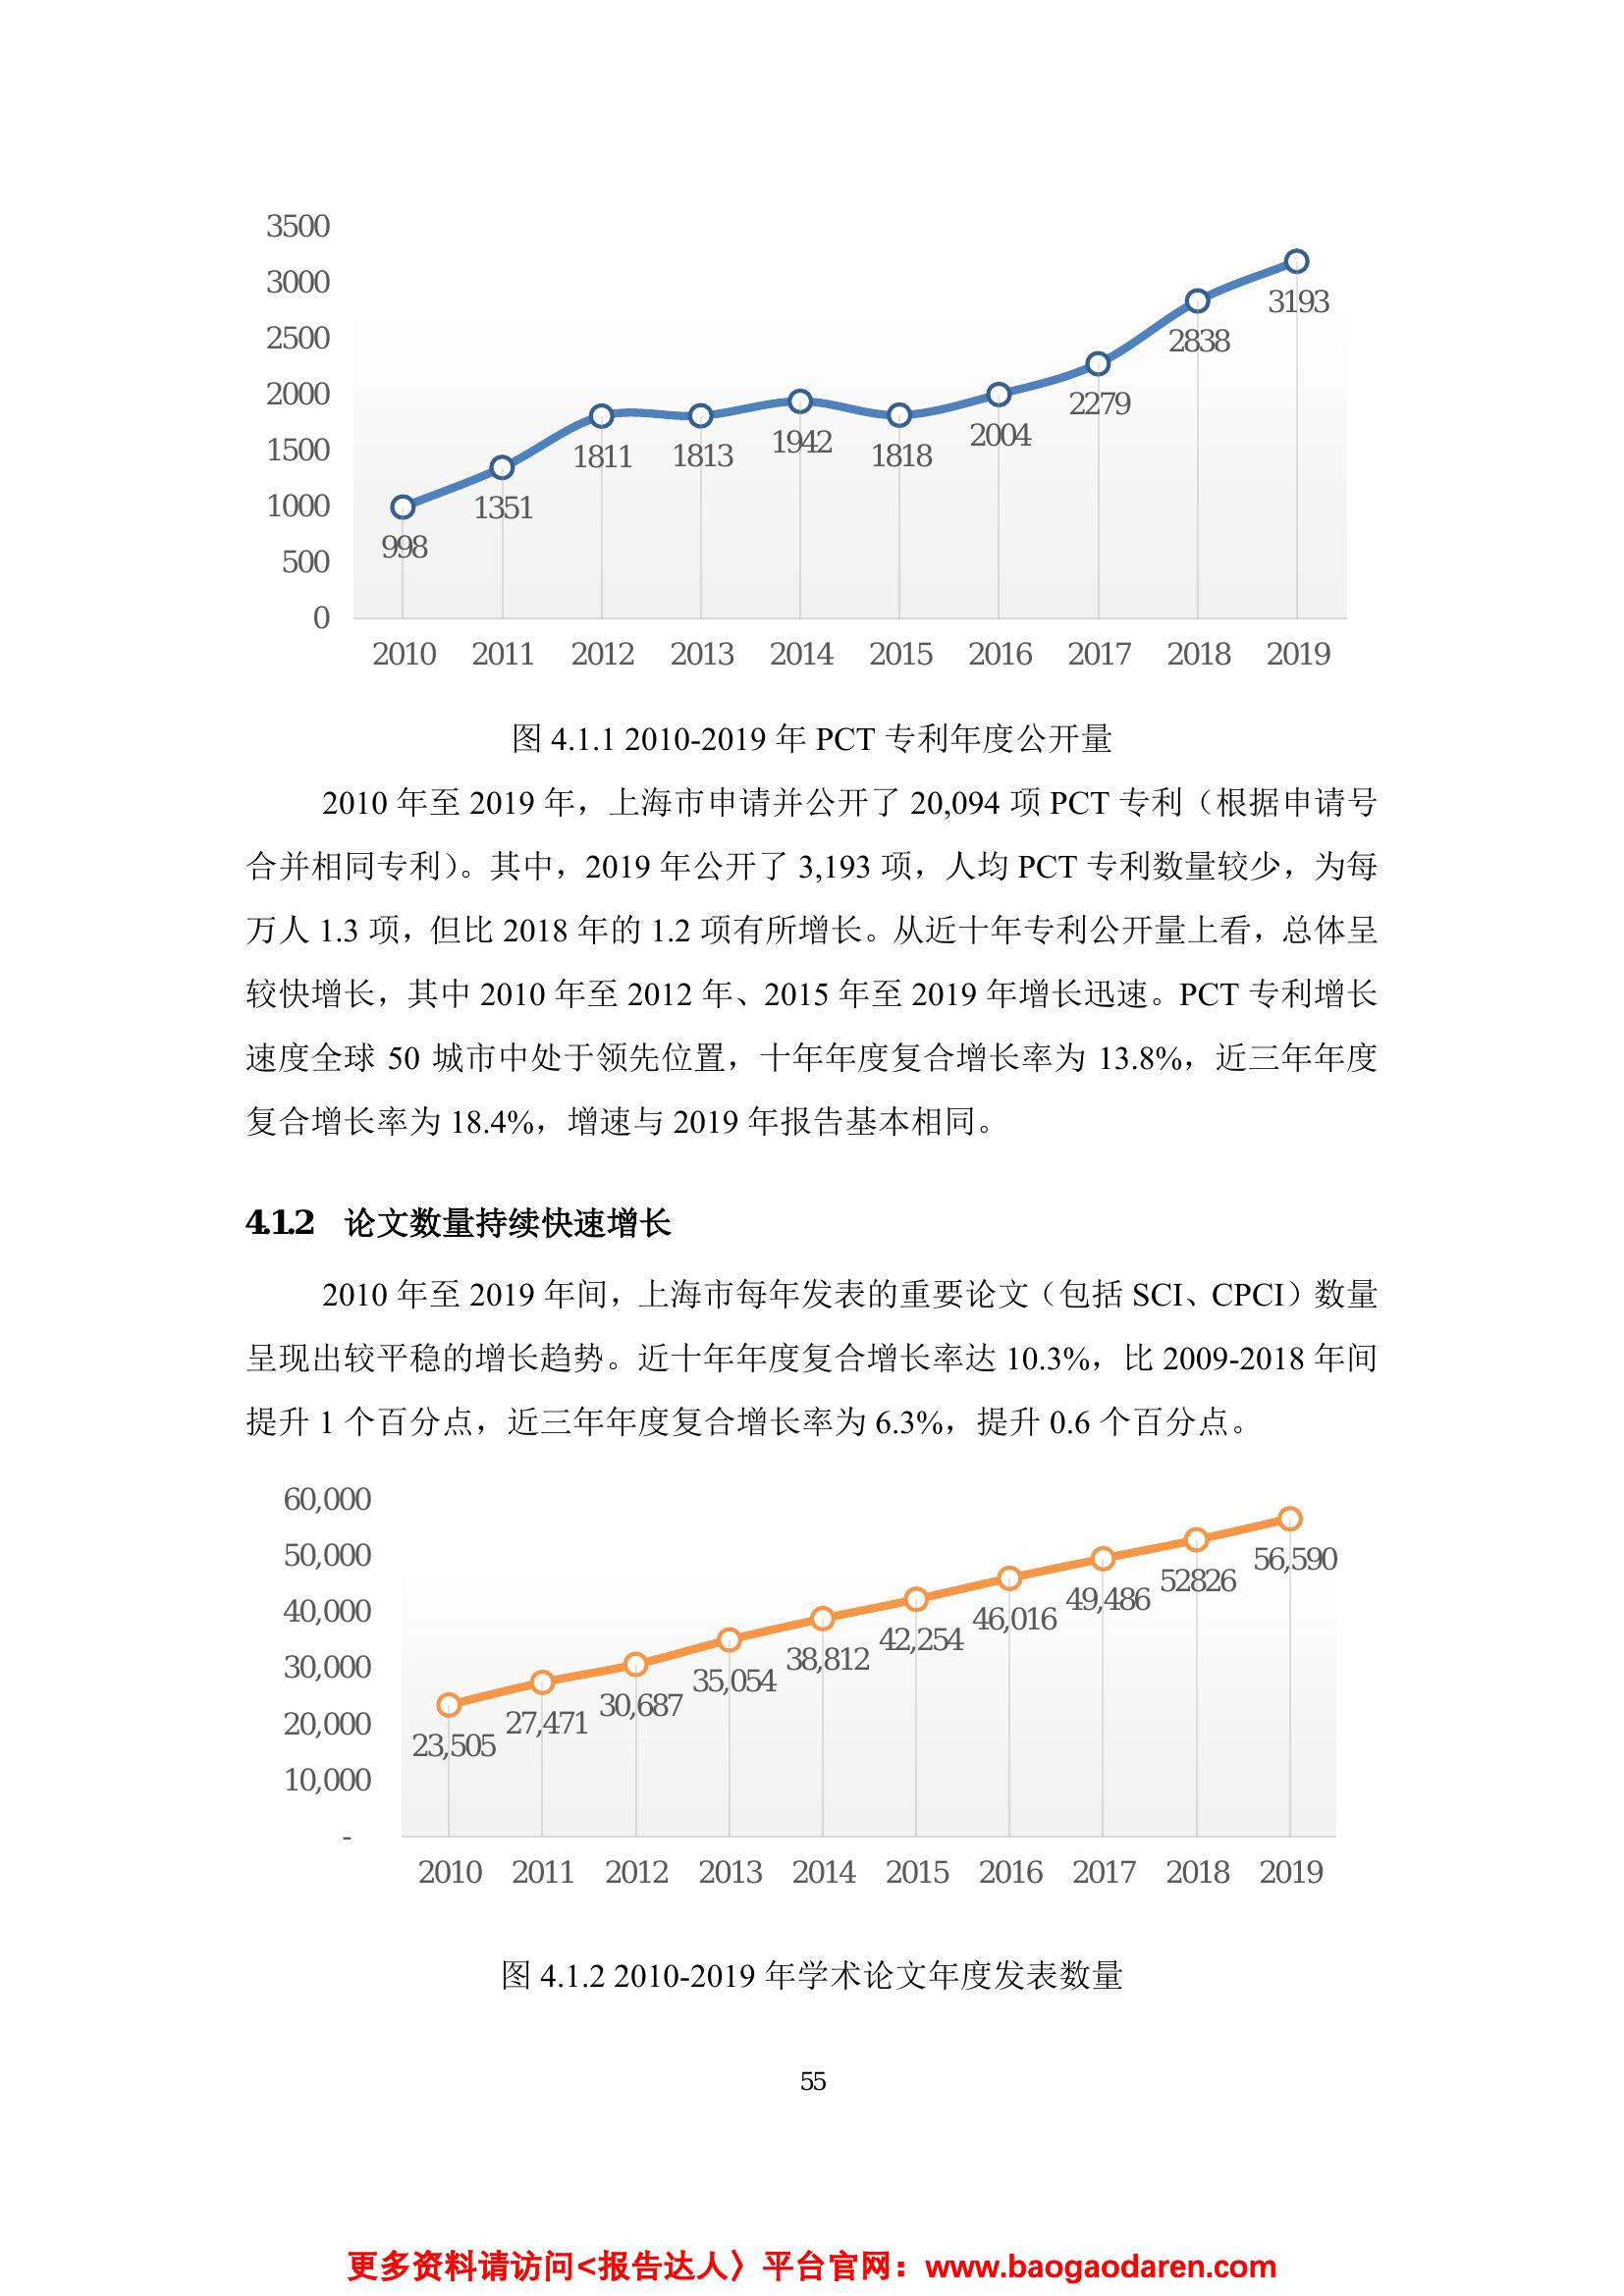 3500
3000
2500
2000
1500
1000
500
0
998
1351
1811
1813
1942
1818
2004
2279
2838
3193
2010 2011 2012 2013 2014 2015 2016 2017 2018 2019
图 4.1.1 2010-2019 年 PCT 专利年度公开量
2010 年至 2019 年，上海市申请并公开了 20,094 项 PCT 专利（根据申请号
合并相同专利）。其中，2019 年公开了 3,193 项，人均 PCT 专利数量较少，为每
万人 1.3 项，但比 2018 年的 1.2 项有所增长。从近十年专利公开量上看，总体呈
较快增长，其中 2010 年至 2012 年、2015 年至 2019 年增长迅速。PCT 专利增长
速度全球 50 城市中处于领先位置，十年年度复合增长率为 13.8%，近三年年度
复合增长率为 18.4%，增速与 2019 年报告基本相同。
4.1.2 论文数量持续快速增长
2010 年至 2019 年间，上海市每年发表的重要论文（包括 SCI、CPCI）数量
呈现出较平稳的增长趋势。近十年年度复合增长率达 10.3%，比 2009-2018 年间
提升 1 个百分点，近三年年度复合增长率为 6.3%，提升 0.6 个百分点。
60,000
50,000
40,000
30,000
20,000
10,000
-
23,505
27,471
30,687
35,054
38,812
42,254
46,016
49,486
52826
56,590
2010 2011 2012 2013 2014 2015 2016 2017 2018 2019
图 4.1.2 2010-2019 年学术论文年度发表数量
55
更多资料请访问<报告达人〉平台官网：www.baogaodaren.com